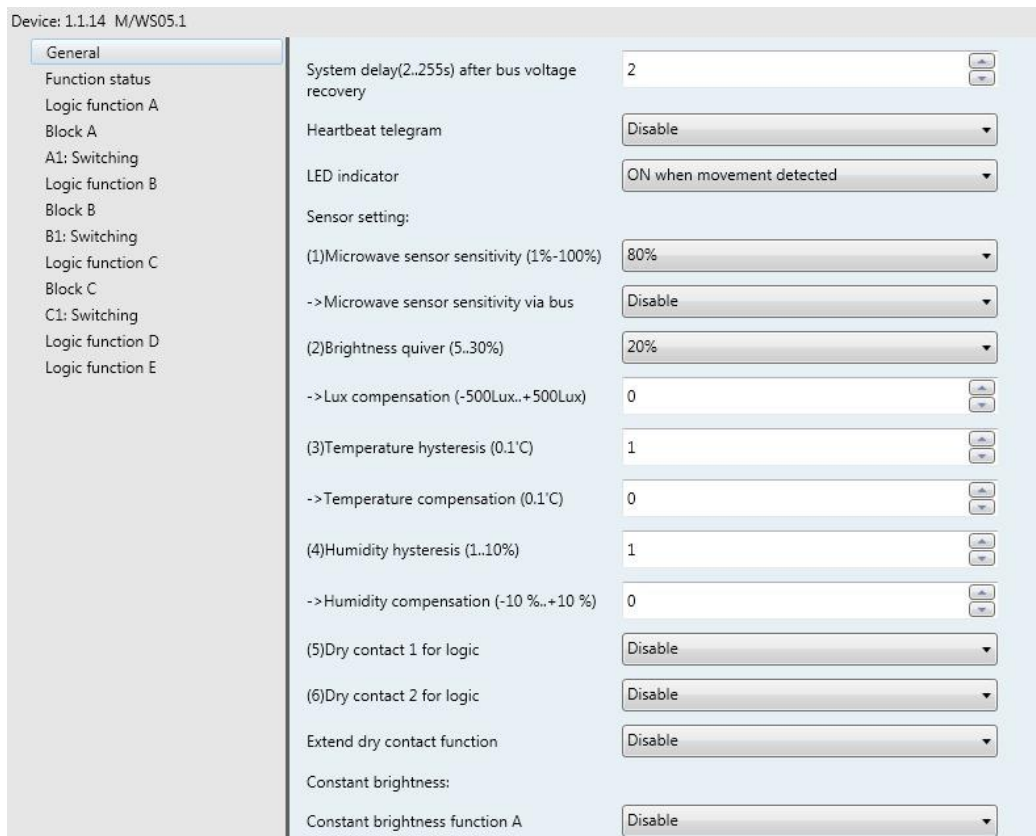 Device: 1.1.14  M/WS05.1
General
Function status
Logic function A
Block A
A1: Switching
Logic function B
Block B
B1: Switching
Logic function C
Block C
C1: Switching
Logic function D
Logic function E
System delay(2..255s) after bus voltage
recovery
2
Heartbeat telegram
Disable
LED indicator
ON when movement detected
Sensor setting:
(1)Microwave sensor sensitivity (1%-100%)
80%
->Microwave sensor sensitivity via bus
Disable
(2)Brightness quiver (5..30%)
20%
->Lux compensation (-500Lux..+500Lux)
0
(3)Temperature hysteresis (0.1'C)
1
->Temperature compensation (0.1'C)
0
(4)Humidity hysteresis (1..10%)
1
->Humidity compensation (-10 %..+10 %)
0
(5)Dry contact 1 for logic
Disable
(6)Dry contact 2 for logic
Disable
Extend dry contact function
Disable
Constant brightness:
Constant brightness function A
Disable